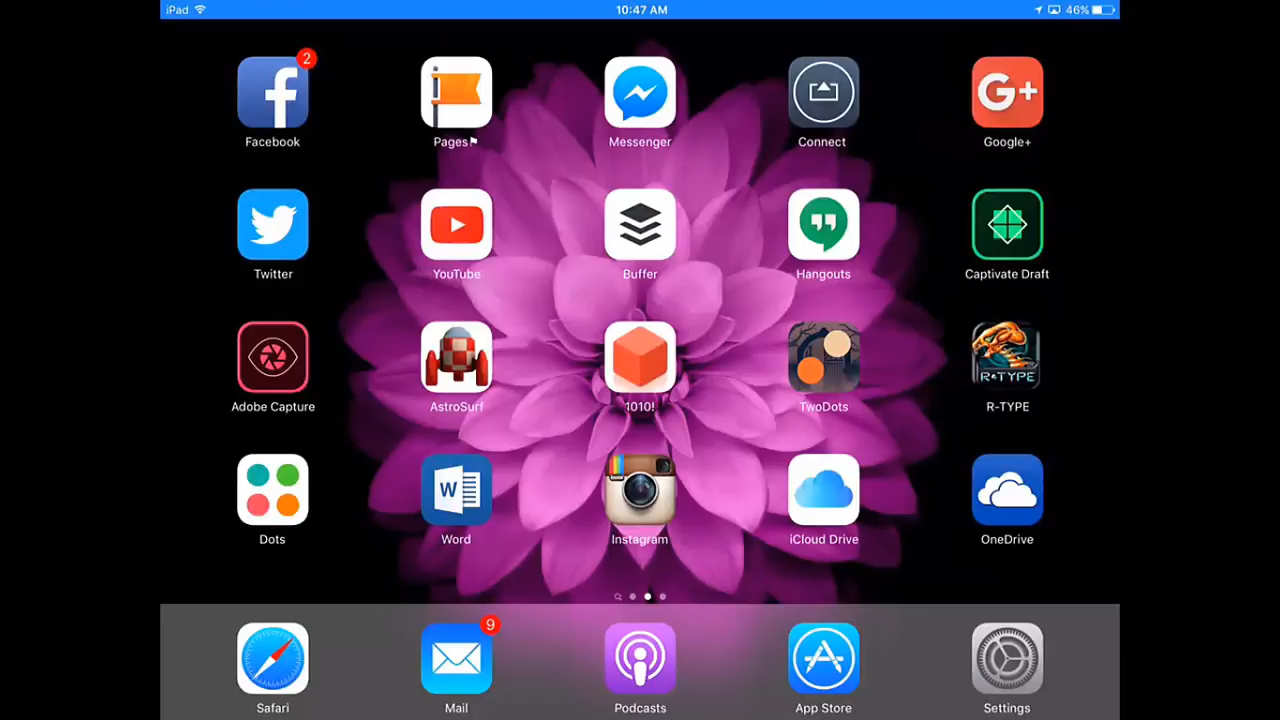 iPad 10:47 AM 46%
2
Facebook Pages Messenger Connect Google+
G+
Twitter YouTube Buffer Hangouts Captivate Draft
R-TYPE
Adobe Capture AstroSurf 1010! TwoDots R-TYPE
W
Dots Word Instagram iCloud Drive OneDrive
9
Safari Mail Podcasts App Store Settings